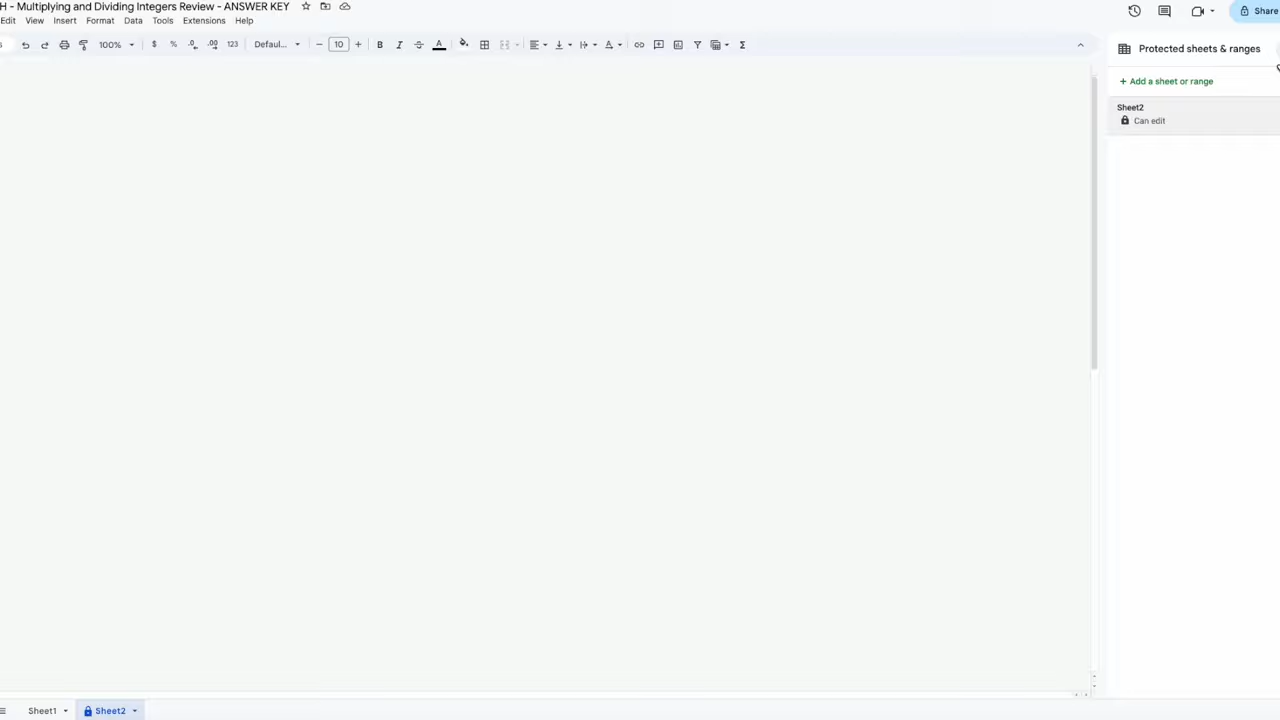 H - Multiplying and Dividing Integers Review - ANSWER KEY
Edit View Insert Format Data Tools Extensions Help
Share
100% $ % .0 .00 123 Defaul... − 10 + B I S A Σ
Protected sheets & ranges
+ Add a sheet or range
Sheet2
Can edit
Sheet1 Sheet2